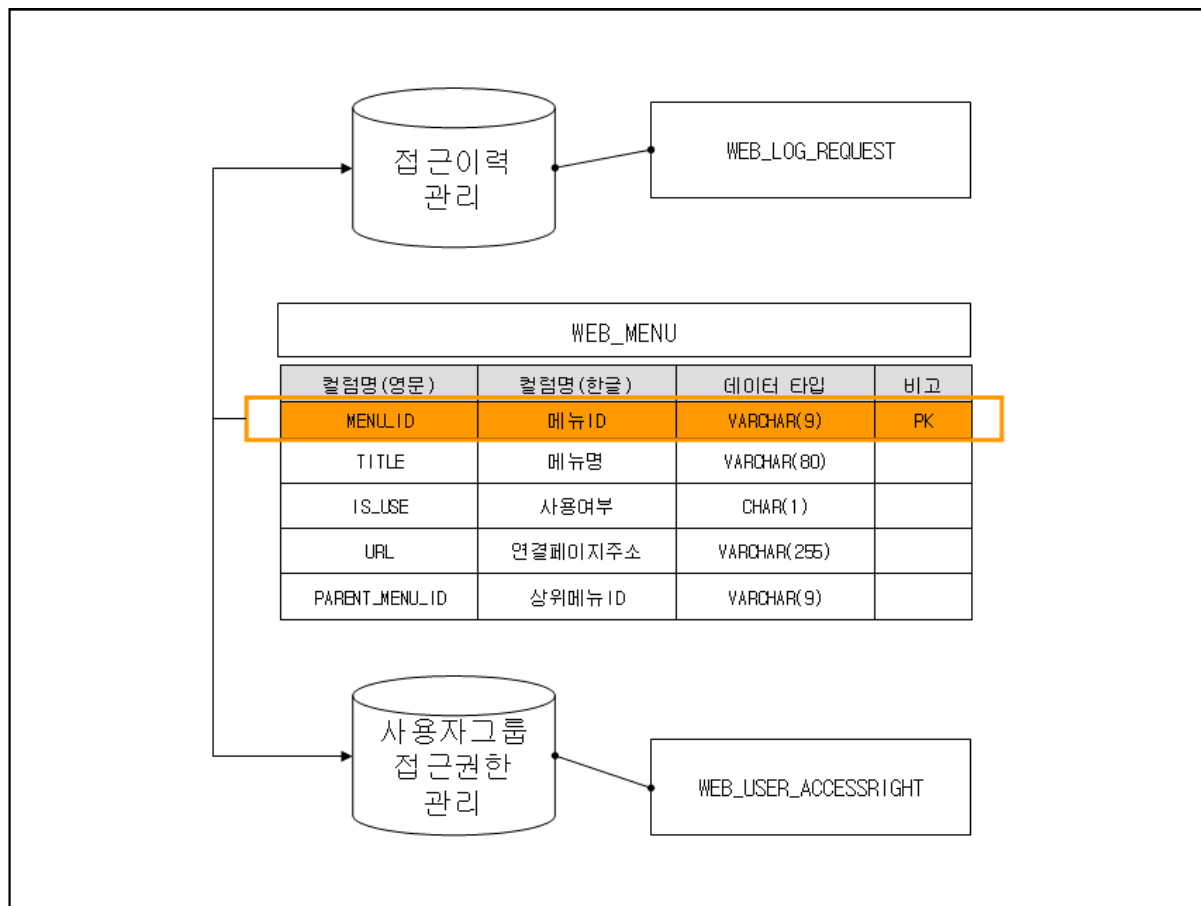 접근이력
관리
WEB_LOG_REQUEST
WEB_MENU
컬럼명(영문) 컬럼명(한글) 데이터 타입 비고
MENU_ID 메뉴ID VARCHAR(9) PK
TITLE 메뉴명 VARCHAR(80)
IS_USE 사용여부 CHAR(1)
URL 연결페이지주소 VARCHAR(255)
PARENT_MENU_ID 상위메뉴ID VARCHAR(9)
사용자그룹
접근권한
관리
WEB_USER_ACCESSRIGHT